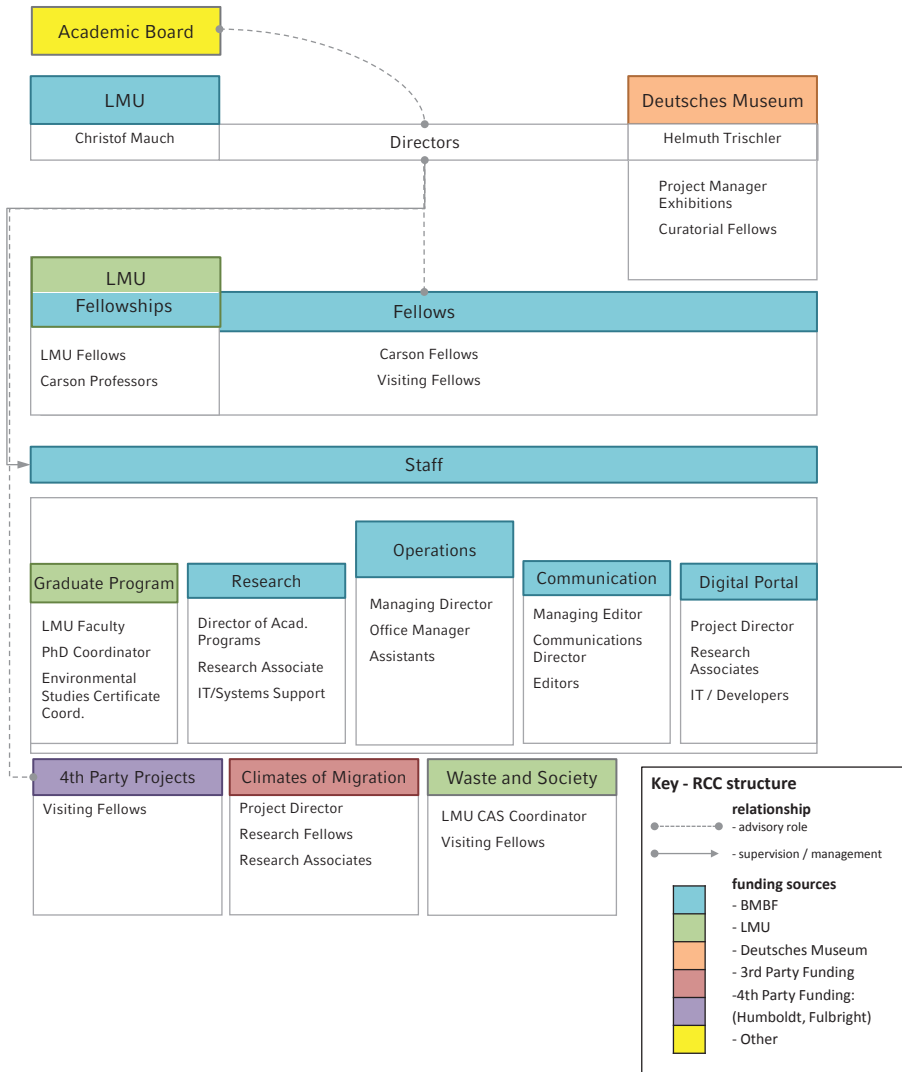 Academic Board
LMU
Deutsches Museum
Christof Mauch
Directors
Helmuth Trischler
Project Manager
Exhibitions
Curatorial Fellows
LMU
Fellowships
Fellows
LMU Fellows
Carson Professors
Carson Fellows
Visiting Fellows
Staff
Graduate Program
LMU Faculty
PhD Coordinator
Environmental
Studies Certificate
Coord.
Research
Director of Acad.
Programs
Research Associate
IT/Systems Support
Operations
Managing Director
Office Manager
Assistants
Communication
Managing Editor
Communications
Director
Editors
Digital Portal
Project Director
Research
Associates
IT / Developers
4th Party Projects
Visiting Fellows
Climates of Migration
Project Director
Research Fellows
Research Associates
Waste and Society
LMU CAS Coordinator
Visiting Fellows
Key - RCC structure
relationship
- advisory role
- supervision / management
funding sources
- BMBF
- LMU
- Deutsches Museum
- 3rd Party Funding
-4th Party Funding:
(Humboldt, Fulbright)
- Other